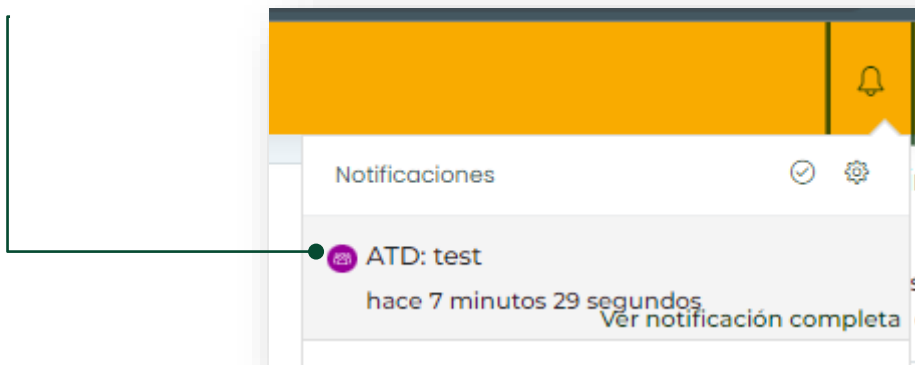 Notificaciones
ATD: test
hace 7 minutos 29 segundos
Ver notificación completa